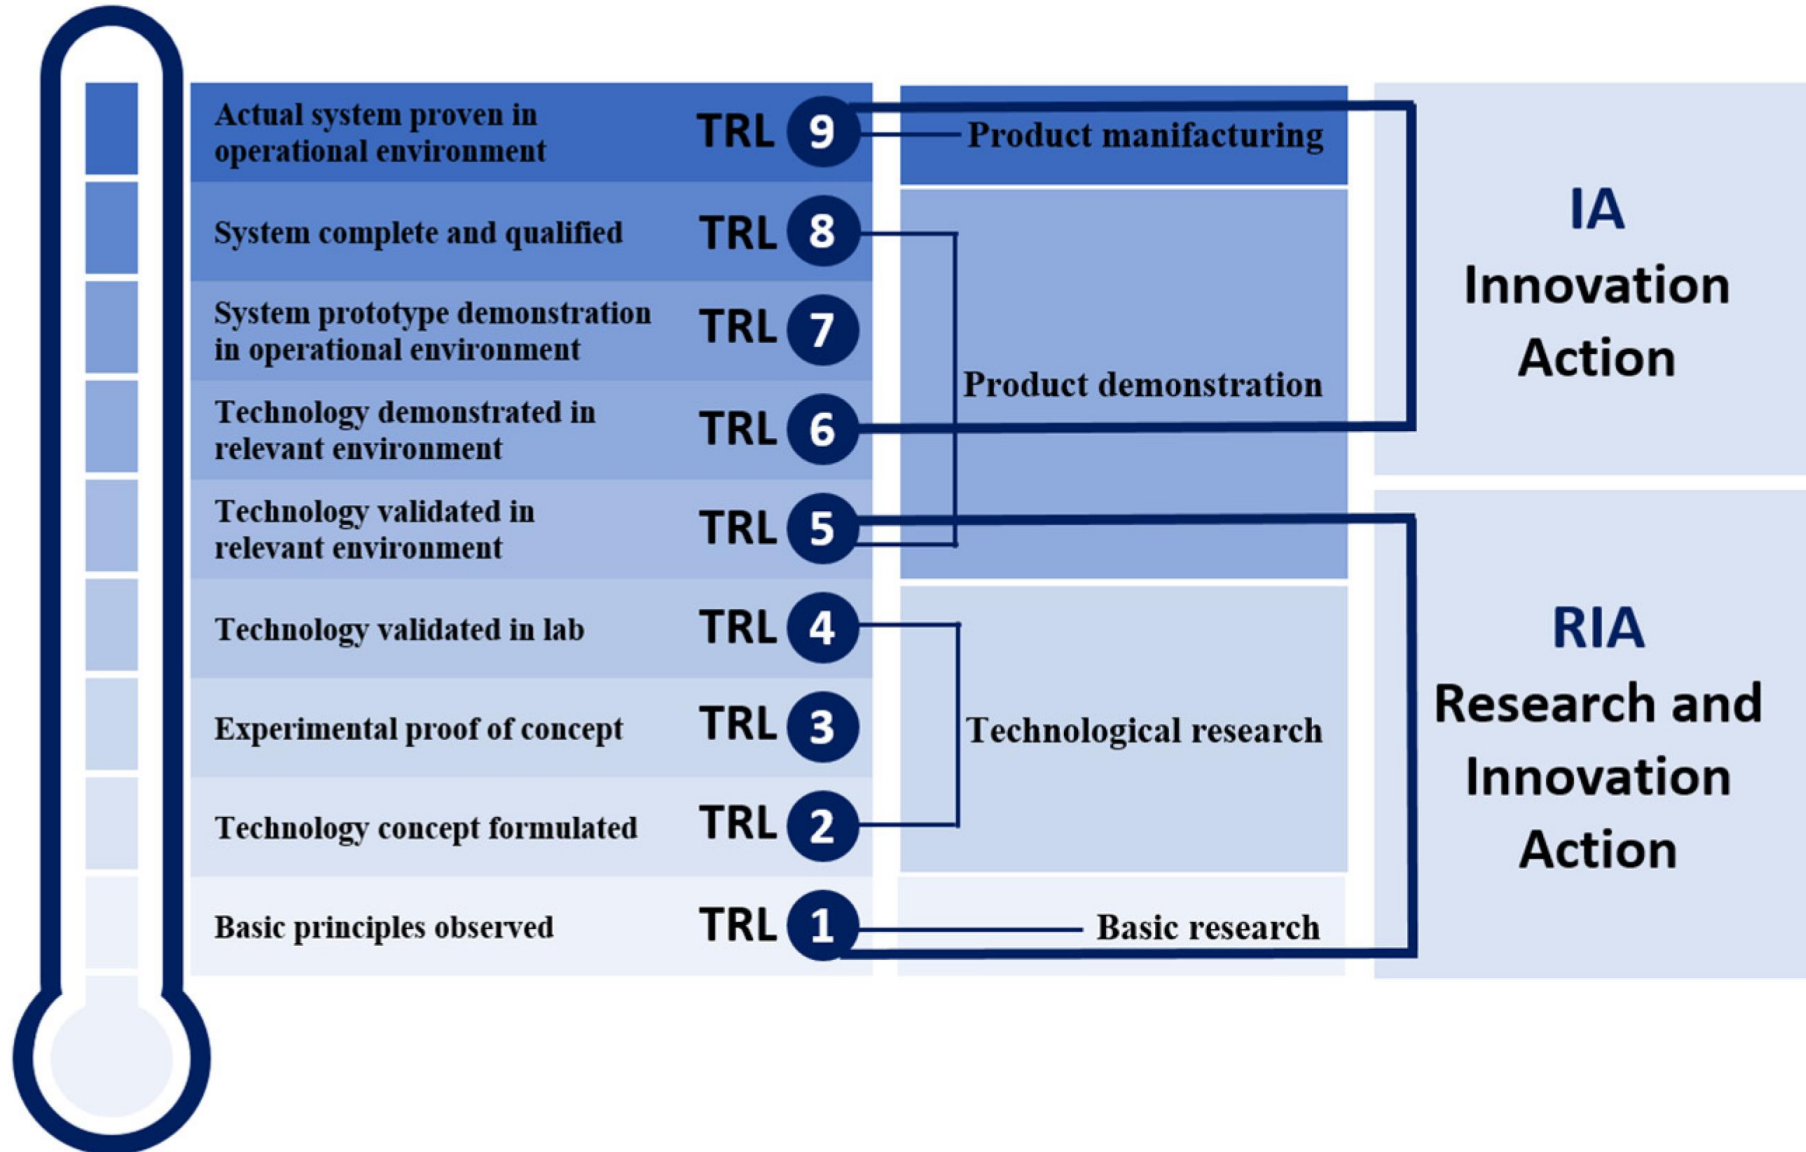 Actual system proven in
operational environment
TRL 9
Product manifacturing
System complete and qualified
TRL 8
System prototype demonstration
in operational environment
TRL 7
Technology demonstrated in
relevant environment
TRL 6
Product demonstration
Technology validated in
relevant environment
TRL 5
Technology validated in lab
TRL 4
Experimental proof of concept
TRL 3
Technological research
Technology concept formulated
TRL 2
Basic principles observed
TRL 1
Basic research
IA
Innovation
Action
RIA
Research and
Innovation
Action